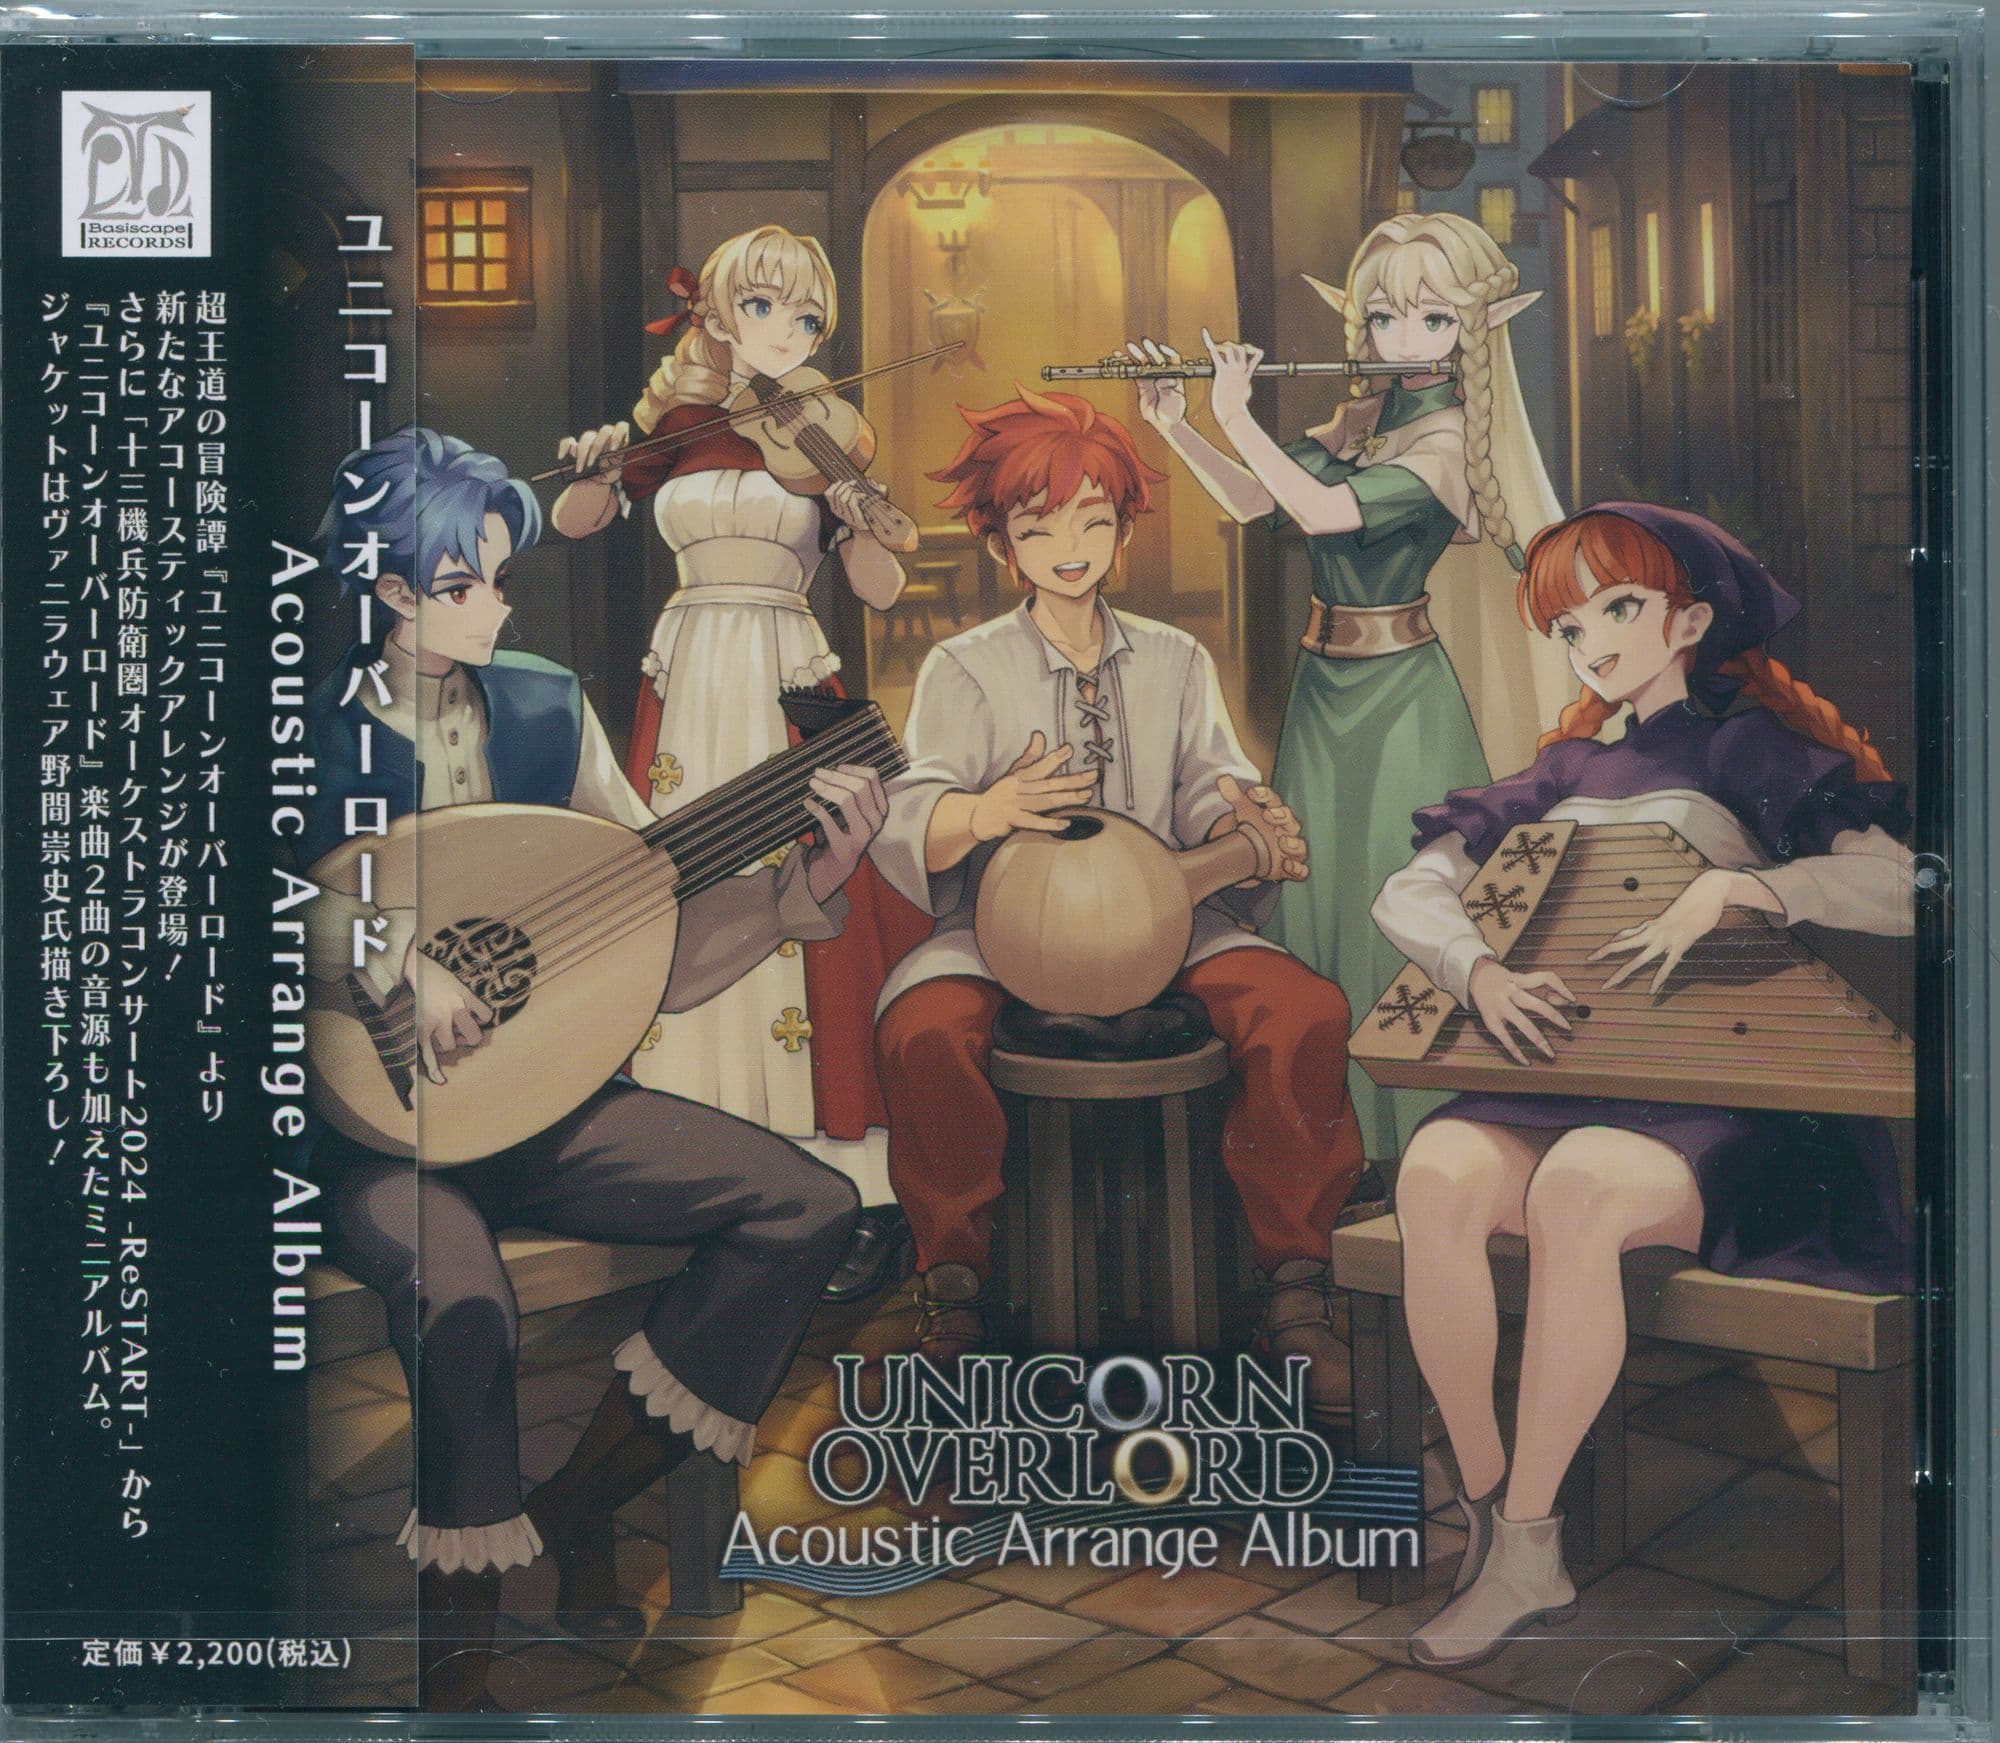 Basiscape
RECORDS
ユニコーンオーバーロード
Acoustic Arrange Album
超王道の冒険譚『ユニコーンオーバーロード』より
新たなアコースティックアレンジが登場！
さらに「十三機兵防衛圏オーケストラコンサート2024 -ReSTART-」から
『ユニコーンオーバーロード』楽曲2曲の音源も加えたミニアルバム。
ジャケットはヴァニラウェア野間崇史氏描き下ろし！
定価￥2,200(税込)
UNICORN
OVERLORD
Acoustic Arrange Album